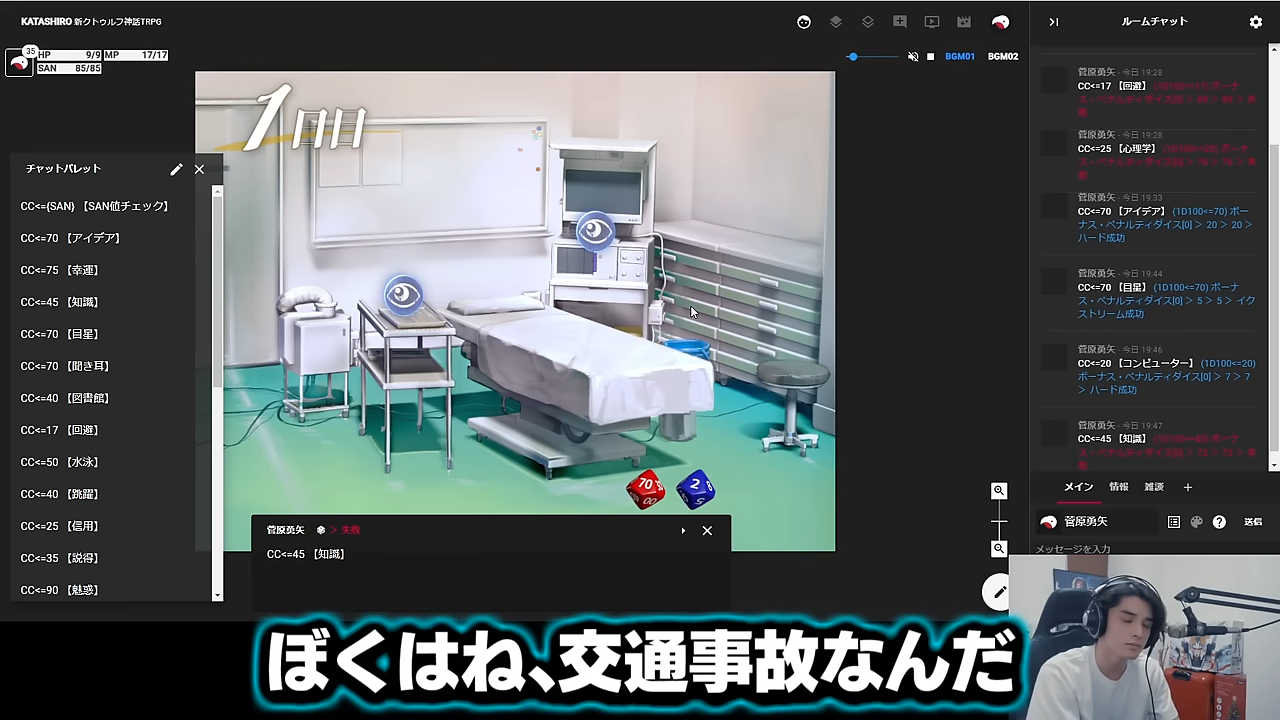 KATASHIRO 新クトゥルフ神話TRPG
35
HP 9/9 MP 17/17
SAN 85/85
BGM01 BGM02
1日目
チャットパレット
CC<={SAN} 【SAN値チェック】
CC<=70 【アイデア】
CC<=75 【幸運】
CC<=45 【知識】
CC<=70 【目星】
CC<=70 【聞き耳】
CC<=40 【図書館】
CC<=17 【回避】
CC<=50 【水泳】
CC<=40 【跳躍】
CC<=25 【信用】
CC<=35 【説得】
CC<=90 【魅惑】
70
2
菅原勇矢 > 失敗
CC<=45 【知識】
ルームチャット
菅原勇矢 - 今日 19:28
CC<=17 【回避】
菅原勇矢 - 今日 19:28
CC<=25 【心理学】
菅原勇矢 - 今日 19:33
CC<=70 【アイデア】 (1D100<=70) ボー
ナス・ペナルティダイス[0] > 20 > 20 >
ハード成功
菅原勇矢 - 今日 19:44
CC<=70 【目星】 (1D100<=70) ボーナ
ス・ペナルティダイス[0] > 5 > 5 > イク
ストリーム成功
菅原勇矢 - 今日 19:46
CC<=20 【コンピューター】 (1D100<=20)
ボーナス・ペナルティダイス[0] > 7 > 7
> ハード成功
菅原勇矢 - 今日 19:47
CC<=45 【知識】
メイン 情報 雑談
菅原勇矢 送信
メッセージを入力
ぼくはね、交通事故なんだ